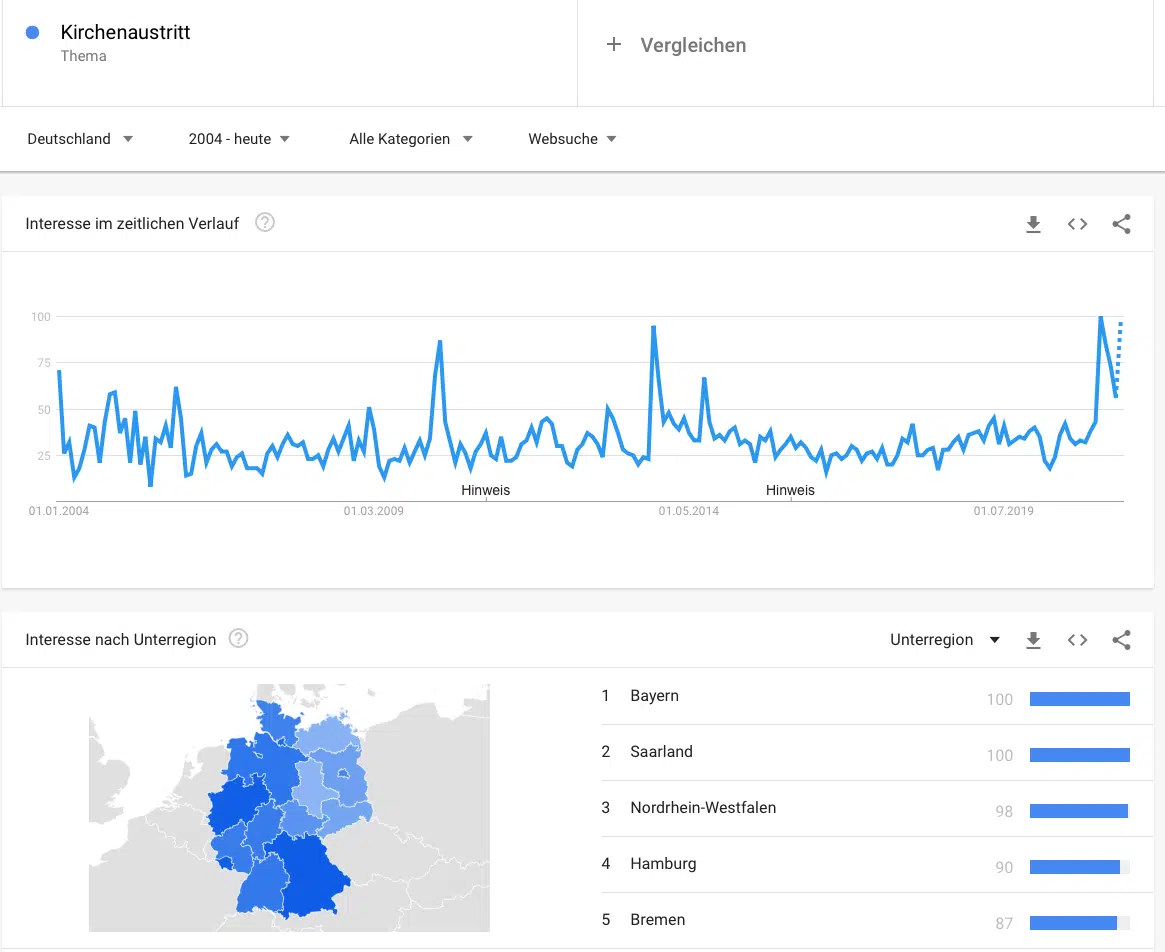 Kirchenaustritt
Thema
+ Vergleichen
Deutschland
2004 - heute
Alle Kategorien
Websuche
Interesse im zeitlichen Verlauf ?
100
75
50
25
Hinweis
Hinweis
01.01.2004
01.03.2009
01.05.2014
01.07.2019
Interesse nach Unterregion ?
Unterregion
1 Bayern 100
2 Saarland 100
3 Nordrhein-Westfalen 98
4 Hamburg 90
5 Bremen 87